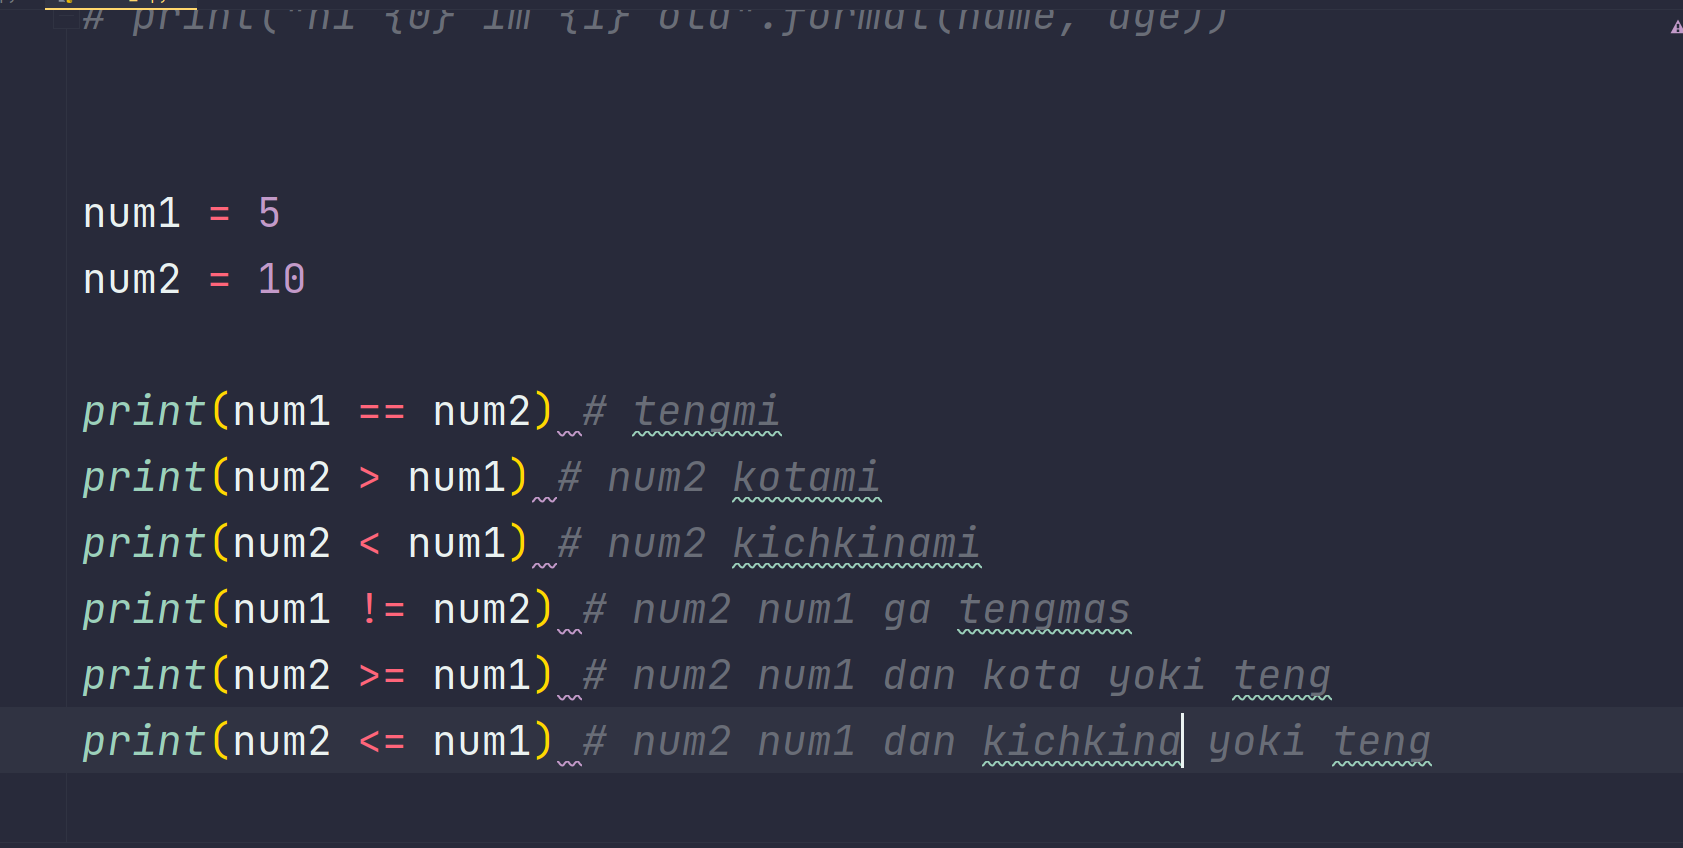 # print("hi {0} im {1} old".format(name, age))
num1 = 5
num2 = 10
print(num1 == num2) # tengmi
print(num2 > num1) # num2 kotami
print(num2 < num1) # num2 kichkinami
print(num1 != num2) # num2 num1 ga tengmas
print(num2 >= num1) # num2 num1 dan kota yoki teng
print(num2 <= num1) # num2 num1 dan kichkina yoki teng